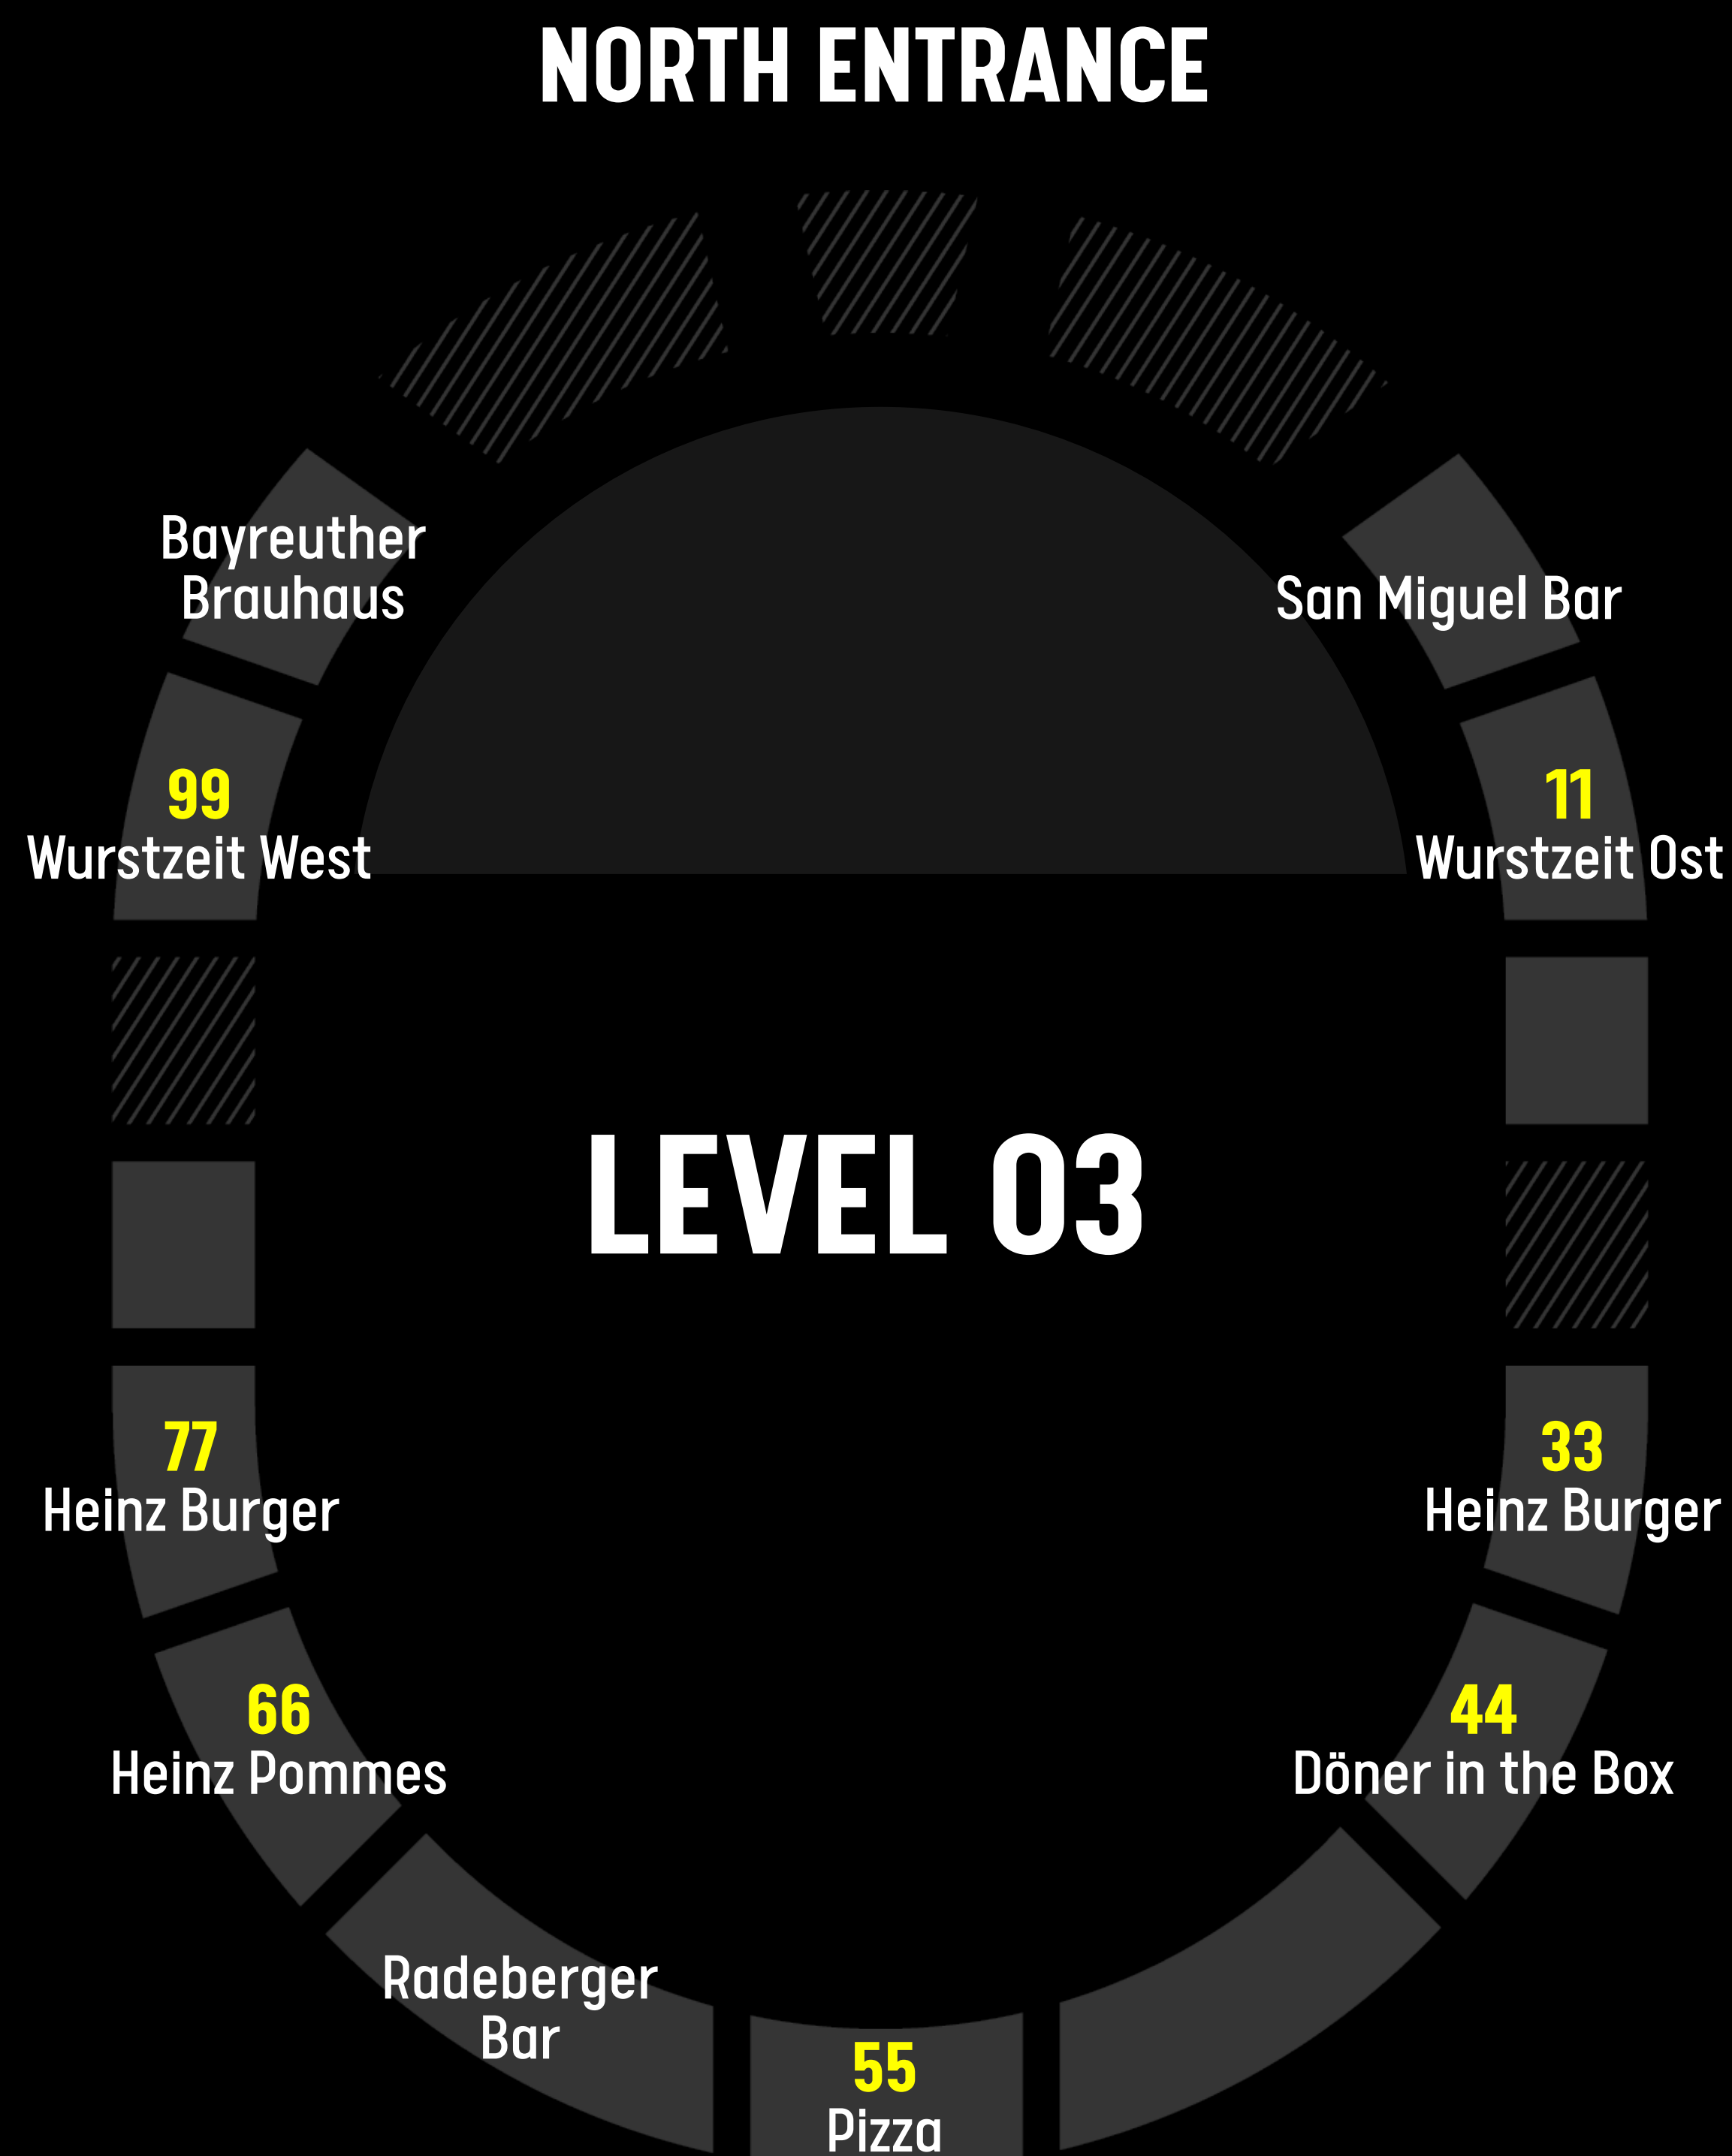 NORTH ENTRANCE
Bayreuther
Brauhaus
San Miguel Bar
99
Wurstzeit West
11
Wurstzeit Ost
LEVEL 03
77
Heinz Burger
33
Heinz Burger
66
Heinz Pommes
44
Döner in the Box
Radeberger
Bar
55
Pizza